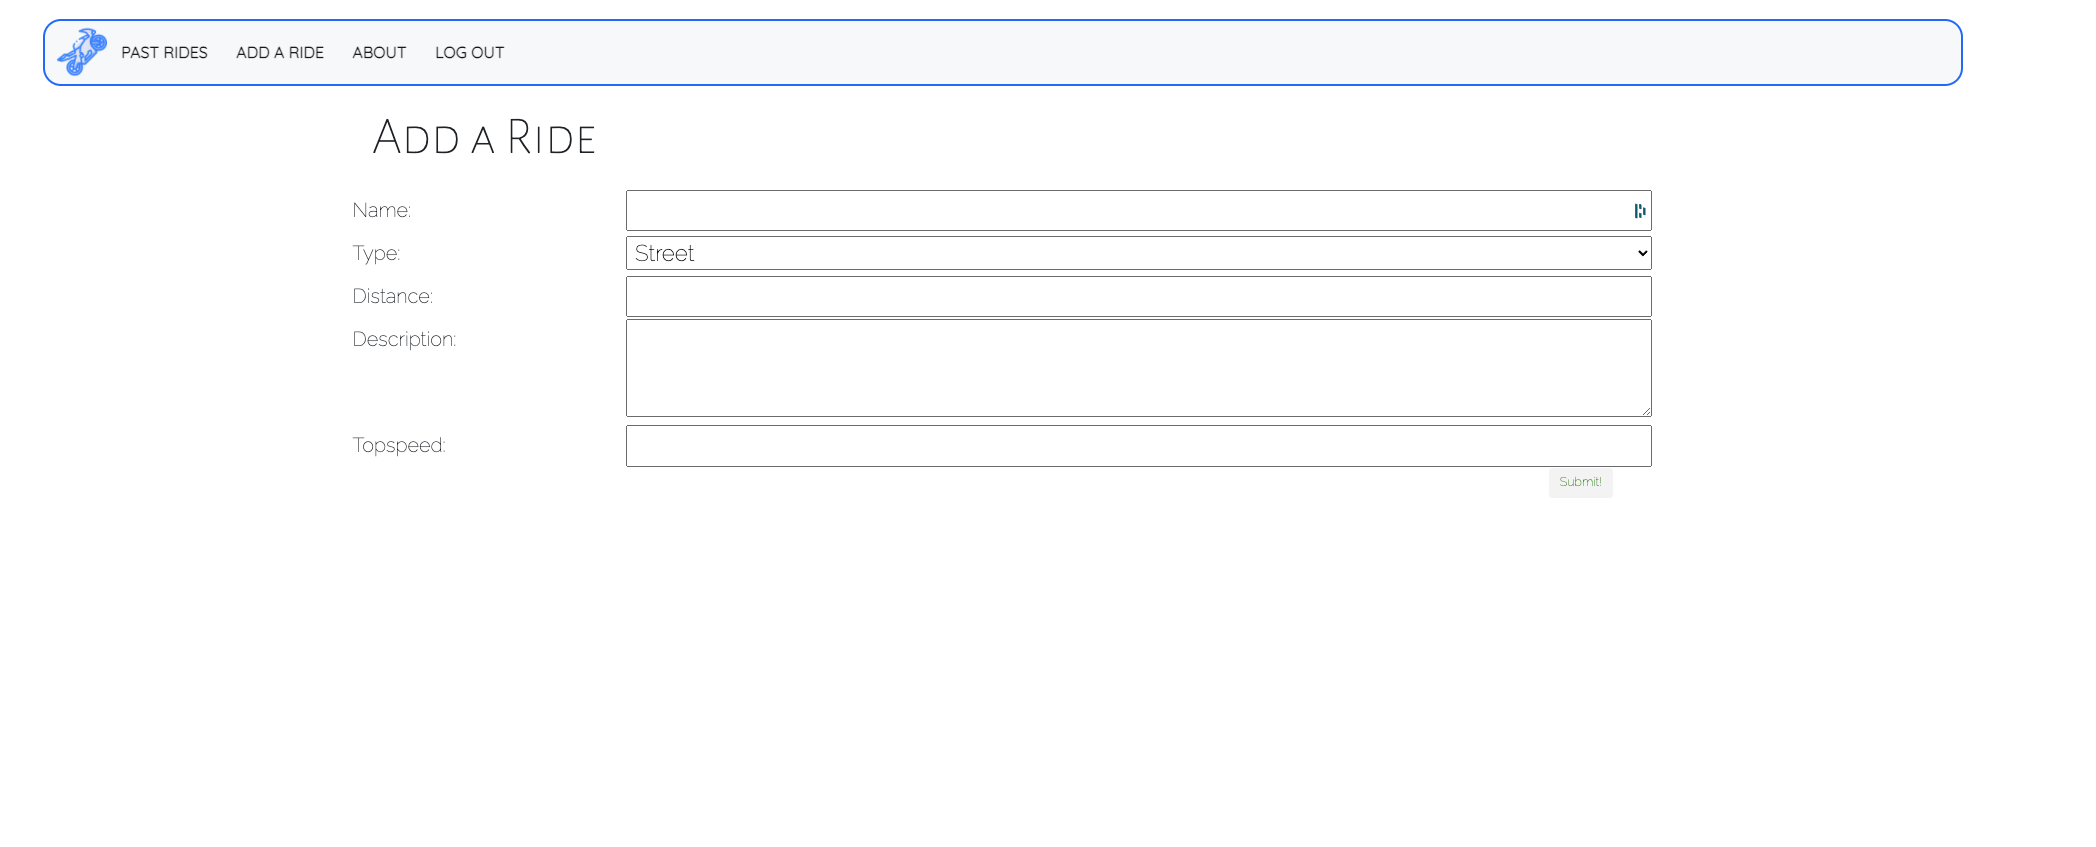 PAST RIDES ADD A RIDE ABOUT LOG OUT
Add a Ride
Name:
Type: Street
Distance:
Description:
Topspeed:
Submit!